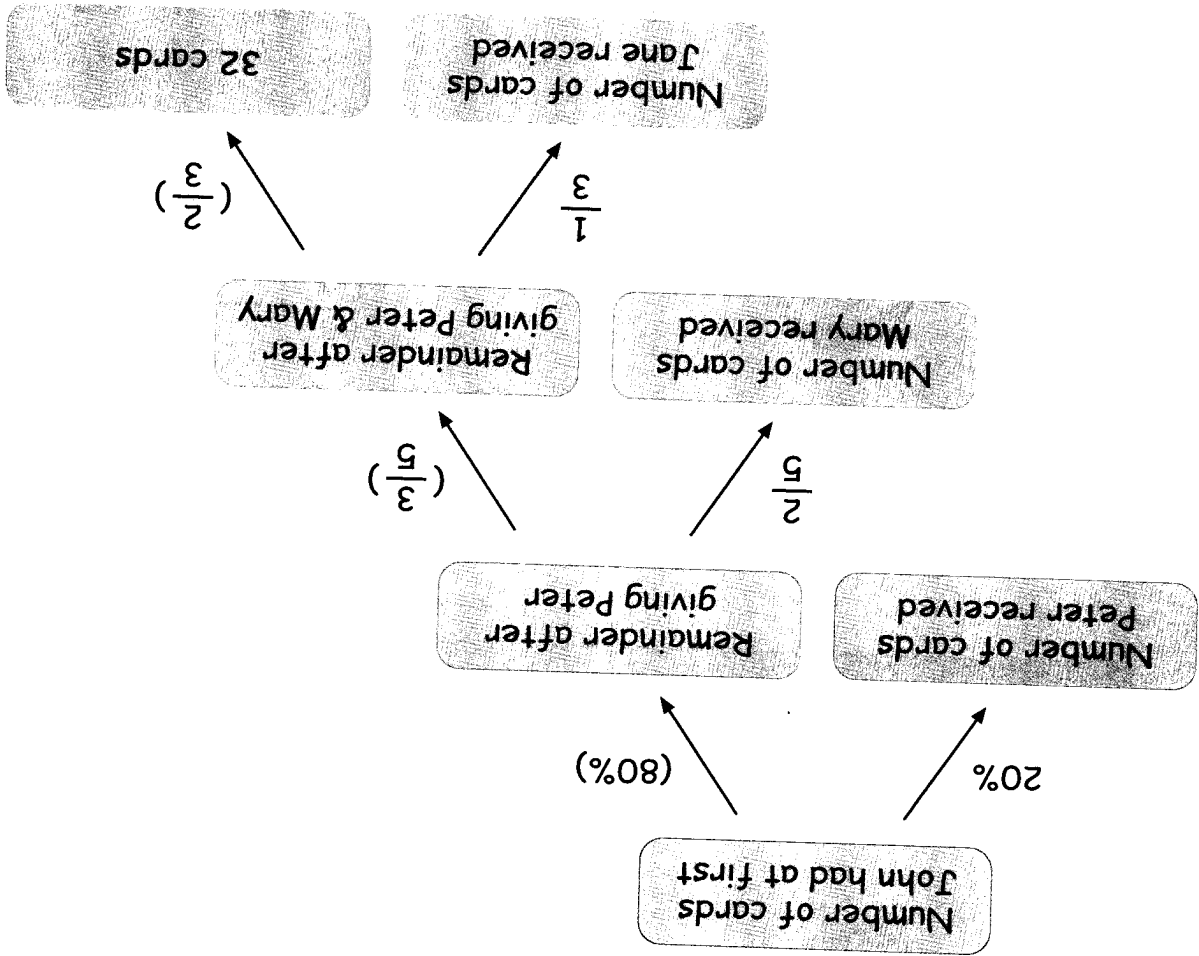 Number of cards
John had at first
20%
(80%)
Number of cards
Peter received
Remainder after
giving Peter
2
5
(3
5)
Number of cards
Mary received
Remainder after
giving Peter & Mary
1
3
(2
3)
Number of cards
Jane received
32 cards